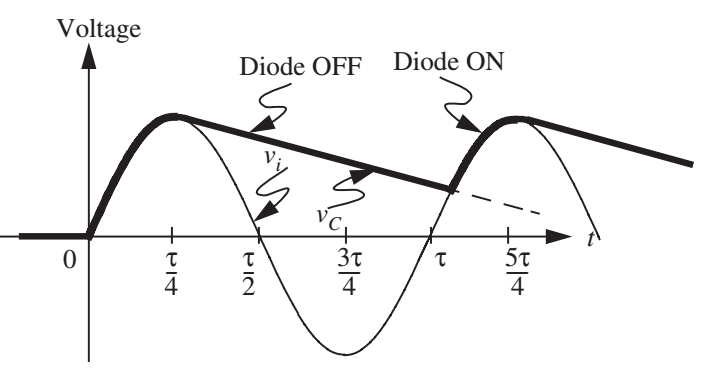 Voltage
Diode OFF
Diode ON
v_i
v_C
t
0
τ/4
τ/2
3τ/4
τ
5τ/4